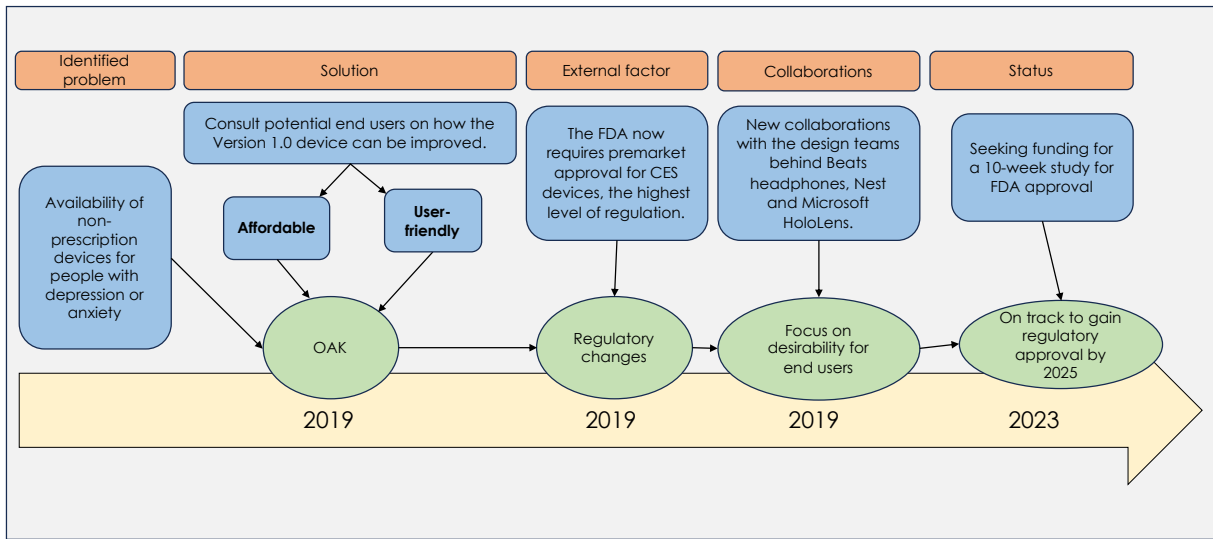 Identified
problem
Solution
External factor
Collaborations
Status
Availability of
non-
prescription
devices for
people with
depression or
anxiety
Consult potential end users on how the
Version 1.0 device can be improved.
Affordable
User-
friendly
OAK
The FDA now
requires premarket
approval for CES
devices, the highest
level of regulation.
Regulatory
changes
New collaborations
with the design teams
behind Beats
headphones, Nest
and Microsoft
HoloLens.
Focus on
desirability for
end users
Seeking funding for
a 10-week study for
FDA approval
On track to gain
regulatory
approval by
2025
2019
2019
2019
2023